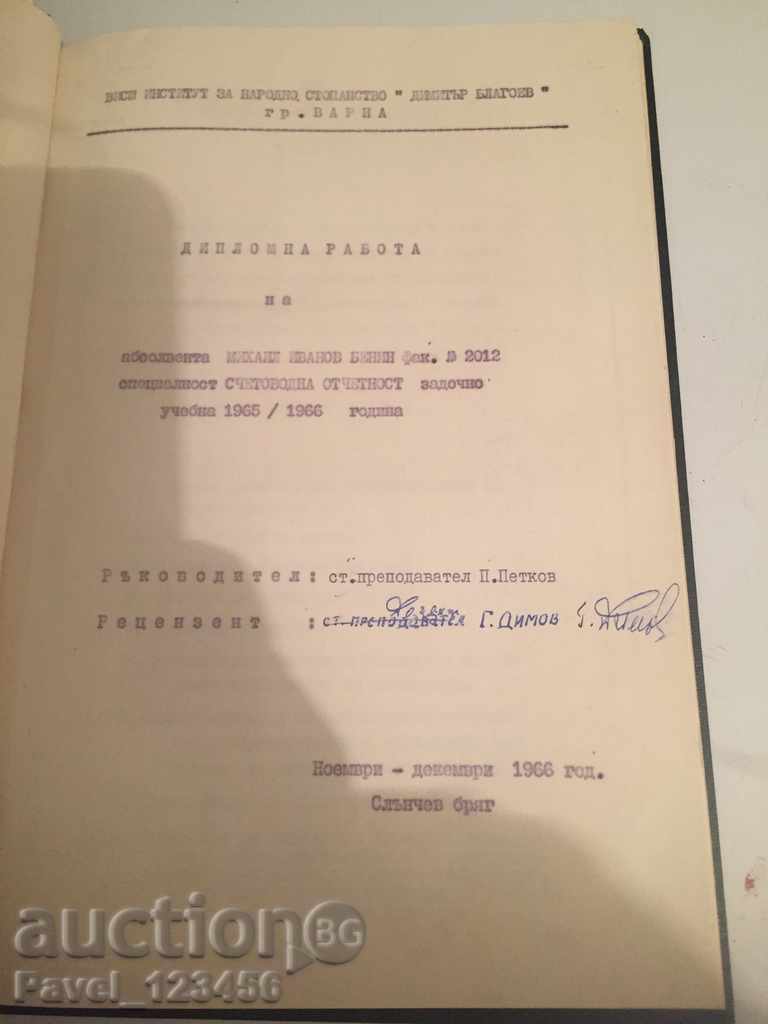 ВИСШ ИНСТИТУТ ЗА НАРОДНО СТОПАНСТВО " ДИМИТЪР БЛАГОЕВ "
гр. ВАРНА
ДИПЛОМНА РАБОТА
на
абсолвента МИХАИЛ ИВАНОВ БЕНИН фак. № 2012
специалност СЧЕТОВОДНА ОТЧЕТНОСТ задочно
учебна 1965 / 1966 година
Ръководител: ст.преподавател П.Петков
Рецензент : ст. преподавател Г. Димов Г. Димов
Ноември – декември 1966 год.
Слънчев бряг
auction BG
Pavel_123456